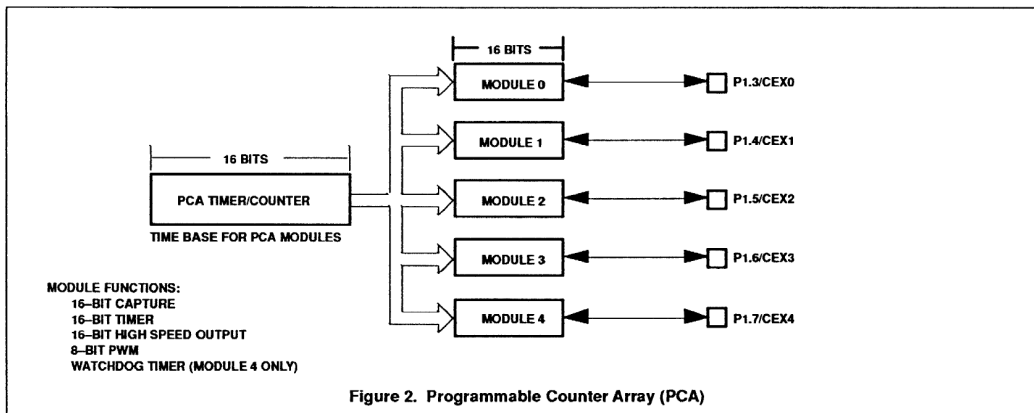 16 BITS
MODULE 0
P1.3/CEX0
MODULE 1
P1.4/CEX1
16 BITS
PCA TIMER/COUNTER
MODULE 2
P1.5/CEX2
TIME BASE FOR PCA MODULES
MODULE 3
P1.6/CEX3
MODULE FUNCTIONS:
16–BIT CAPTURE
16–BIT TIMER
16–BIT HIGH SPEED OUTPUT
8–BIT PWM
WATCHDOG TIMER (MODULE 4 ONLY)
MODULE 4
P1.7/CEX4
Figure 2. Programmable Counter Array (PCA)